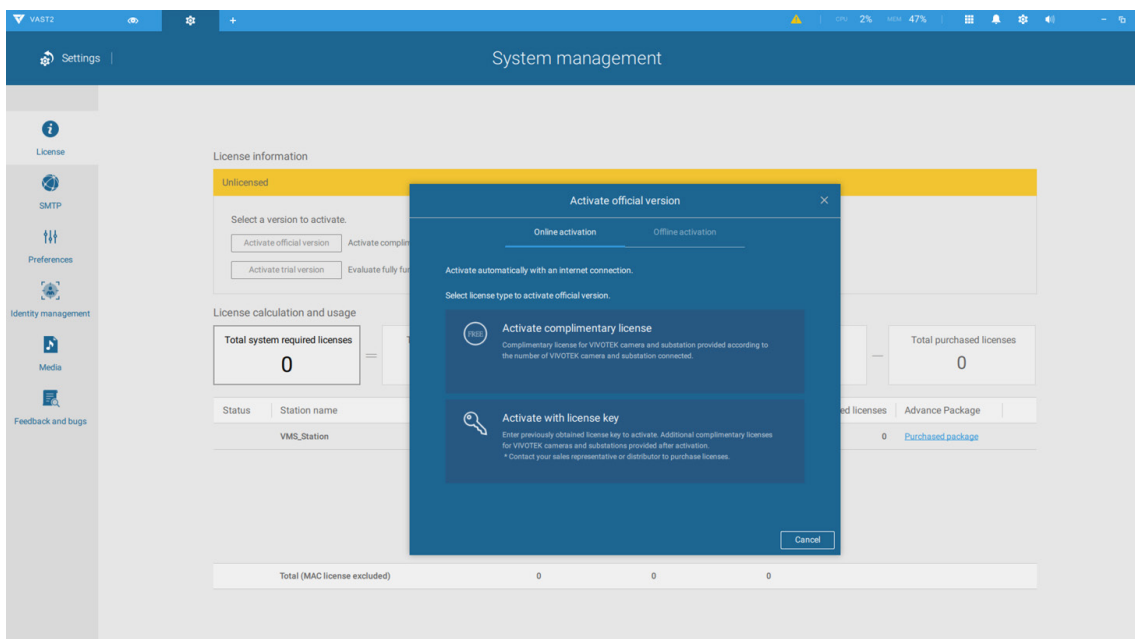 VAST2
+
CPU 2% MEM 47%
Settings
System management
License
SMTP
Preferences
Identity management
Media
Feedback and bugs
License information
Unlicensed
Select a version to activate.
Activate official version
Activate trial version Evaluate fully
License calculation and usage
Total system required licenses
0
=
−
Total purchased licenses
0
Status Station name licenses Advance Package
VMS_Station 0 Purchased package
Total (MAC license excluded) 0 0 0
Activate official version
Online activation Offline activation
Activate automatically with an internet connection.
Select license type to activate official version.
FREE
Activate complimentary license
Complimentary license for VIVOTEK camera and substation provided according to
the number of VIVOTEK camera and substation connected.
Activate with license key
Enter previously obtained license key to activate. Additional complimentary licenses
for VIVOTEK cameras and substations provided after activation.
* Contact your sales representative or distributor to purchase licenses.
Cancel